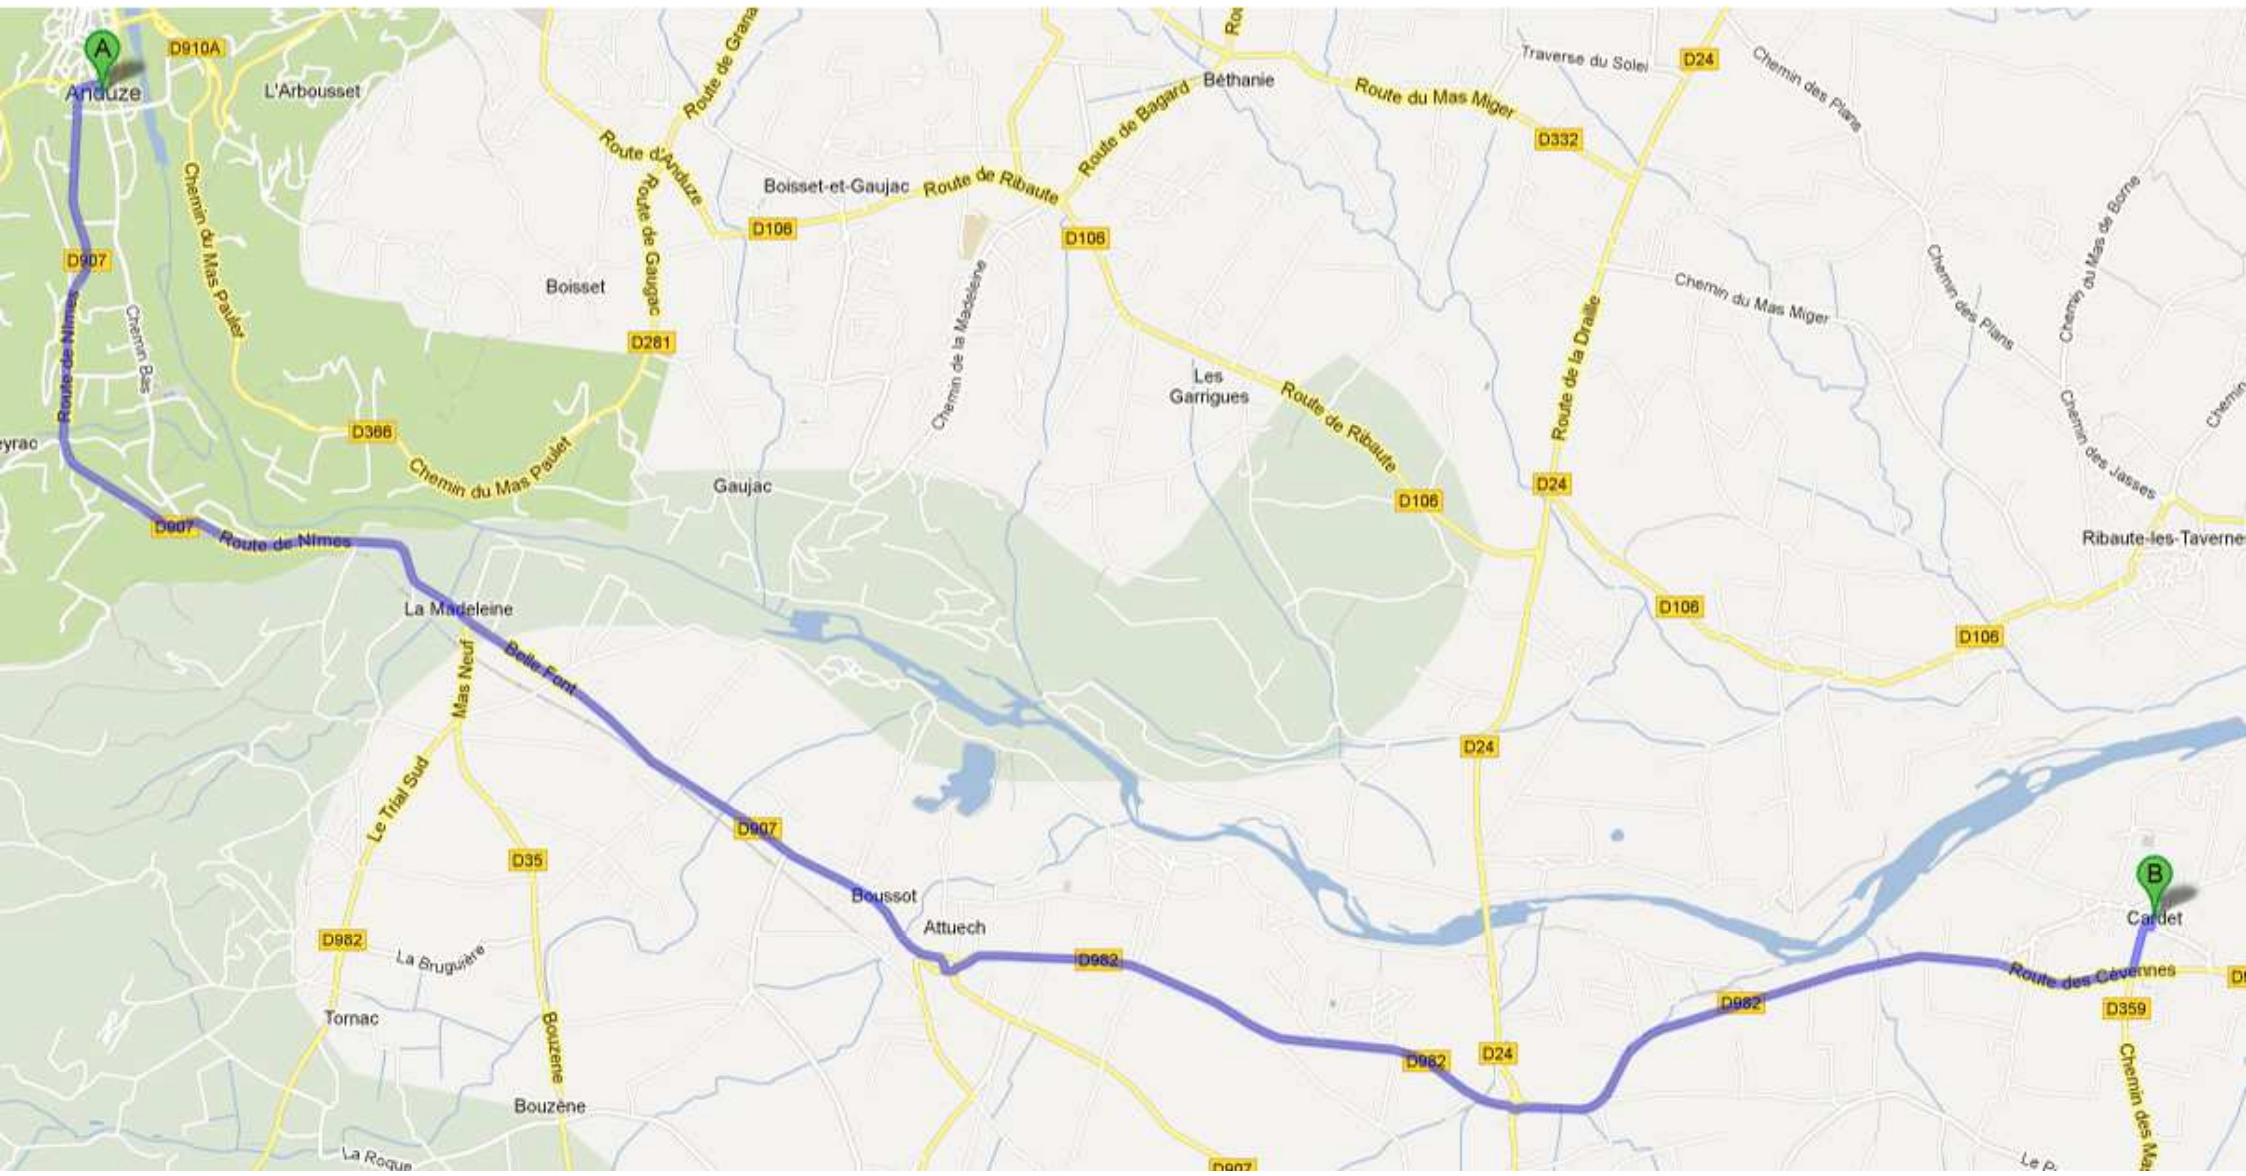 A
Anduze
D910A
L'Arbousset
Route de Grana
Route d'Anduze
Béthanie
Route de Bagard
Route du Mas Miger
D332
Traverse du Solei
D24
Chemin des Plans
Chemin du Mas de Borne
Boisset-et-Gaujac
Route de Ribaute
D106
D106
Route de Gaugac
Chemin du Mas Paulet
D907
Boisset
D281
Chemin de la Madeleine
Chemin du Mas Miger
Chemin des Plans
Route de la Draille
Route de Nîmes
Chemin Bas
Les
Garrigues
Route de Ribaute
Chemin
Chemin des Jasses
eyrac
D366
Chemin du Mas Paulet
Gaujac
D106
D24
D907
Route de Nîmes
Ribaute-les-Taverne
La Madeleine
D106
D106
Mas Neuf
Belle Font
D24
Le Trial Sud
D907
D35
Boussot
B
Cardet
Attuech
D982
La Bruguière
D982
Route des Cévennes
D982
D359
Tornac
Bouzene
D982
D24
Bouzène
Chemin des Mas
La Roque
D907